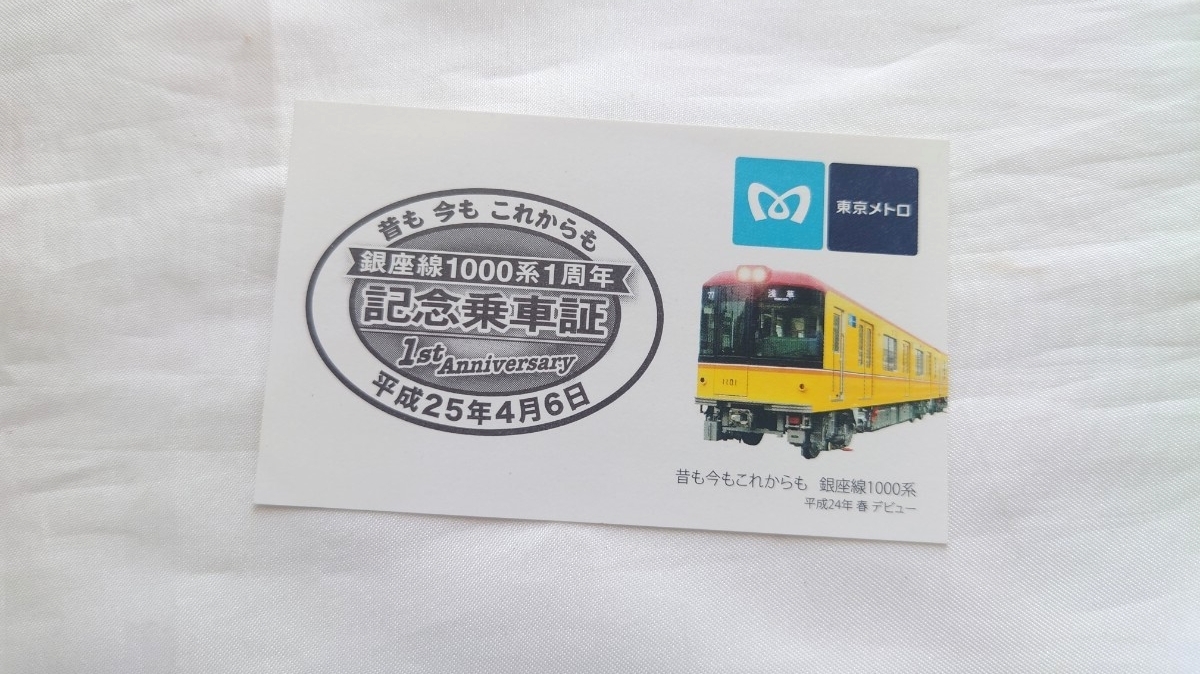 昔も 今も これからも
銀座線1000系1周年
記念乗車証
1st Anniversary
平成25年4月6日
東京メトロ
浅草
1101
昔も今もこれからも 銀座線1000系
平成24年 春 デビュー